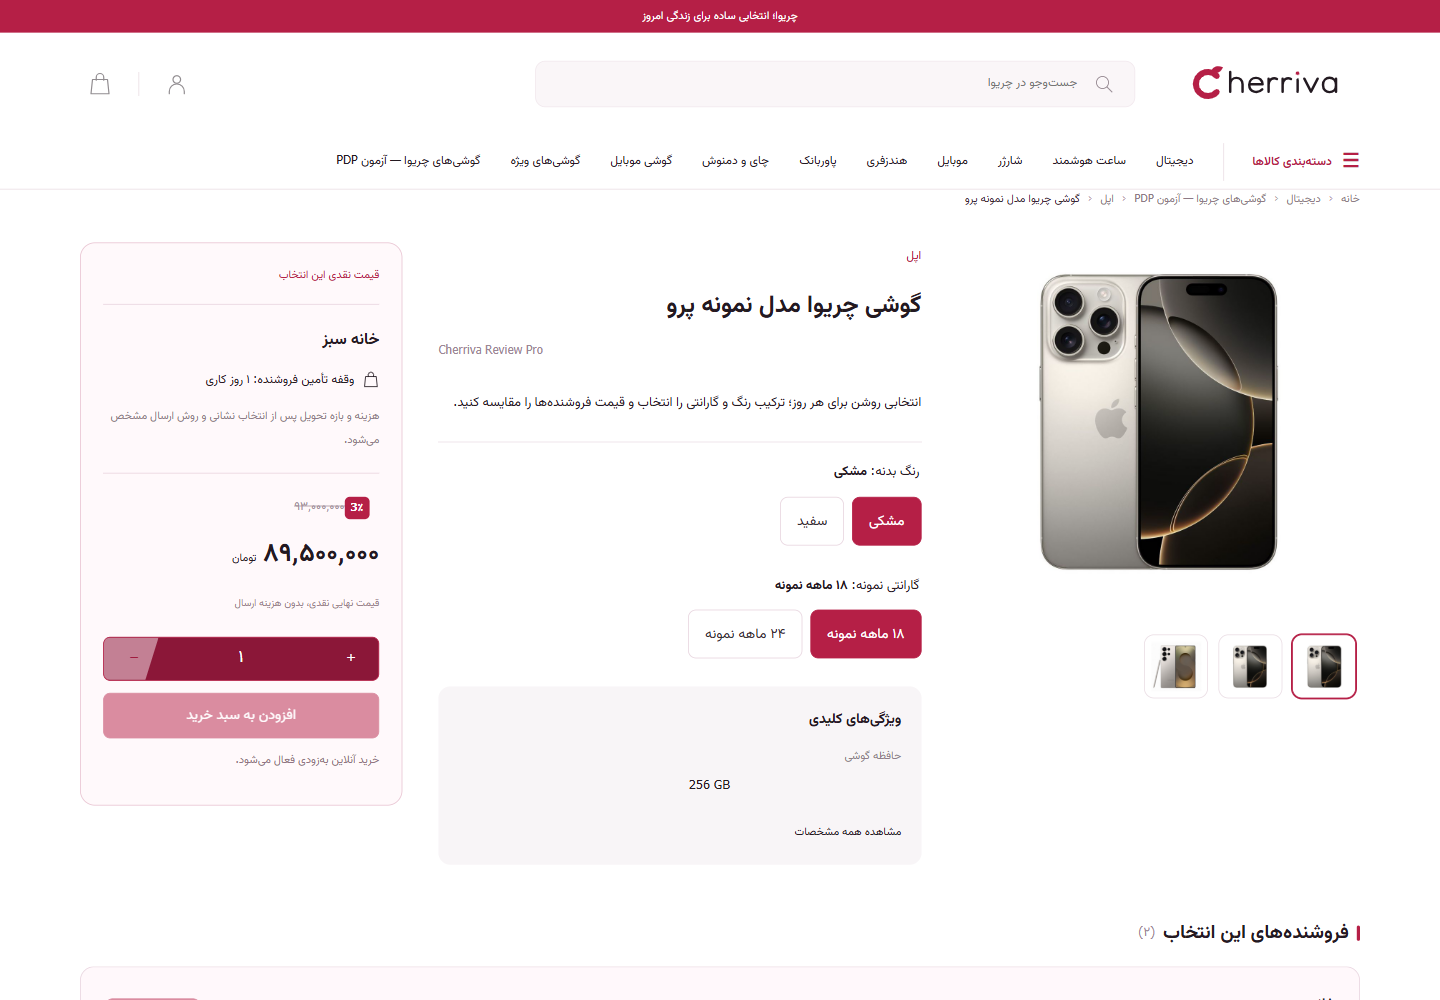 چریوا؛ انتخابی ساده برای زندگی امروز
Cherriva
جست‌وجو در چریوا
دسته‌بندی کالاها
دیجیتال
ساعت هوشمند
شارژر
موبایل
هندزفری
پاوربانک
چای و دمنوش
گوشی موبایل
گوشی‌های ویژه
گوشی‌های چریوا — آزمون PDP
خانه › دیجیتال › گوشی‌های چریوا — آزمون PDP › اپل › گوشی چریوا مدل نمونه پرو
اپل
گوشی چریوا مدل نمونه پرو
Cherriva Review Pro
انتخابی روشن برای هر روز؛ ترکیب رنگ و گارانتی را انتخاب و قیمت فروشنده‌ها را مقایسه کنید.
رنگ بدنه: مشکی
مشکی
سفید
گارانتی نمونه: ۱۸ ماهه نمونه
۱۸ ماهه نمونه
۲۴ ماهه نمونه
ویژگی‌های کلیدی
حافظه گوشی
256 GB
مشاهده همه مشخصات
قیمت نقدی این انتخاب
خانه سبز
وقفه تأمین فروشنده: ۱ روز کاری
هزینه و بازه تحویل پس از انتخاب نشانی و روش ارسال مشخص
می‌شود.
3٪ ۹۳,۰۰۰,۰۰۰
۸۹,۵۰۰,۰۰۰ تومان
قیمت نهایی نقدی، بدون هزینه ارسال
+ ۱ −
افزودن به سبد خرید
خرید آنلاین به‌زودی فعال می‌شود.
فروشنده‌های این انتخاب (۲)